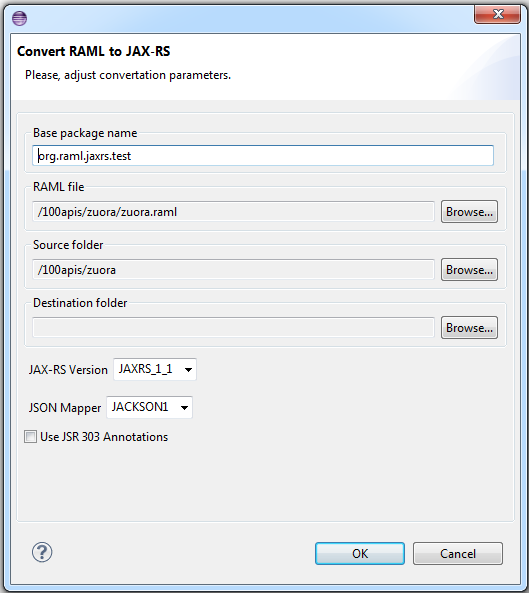 Convert RAML to JAX-RS
Please, adjust convertation parameters.
Base package name
org.raml.jaxrs.test
RAML file
/100apis/zuora/zuora.raml
Browse...
Source folder
/100apis/zuora
Browse...
Destination folder
Browse...
JAX-RS Version JAXRS_1_1
JSON Mapper JACKSON1
Use JSR 303 Annotations
?
OK
Cancel